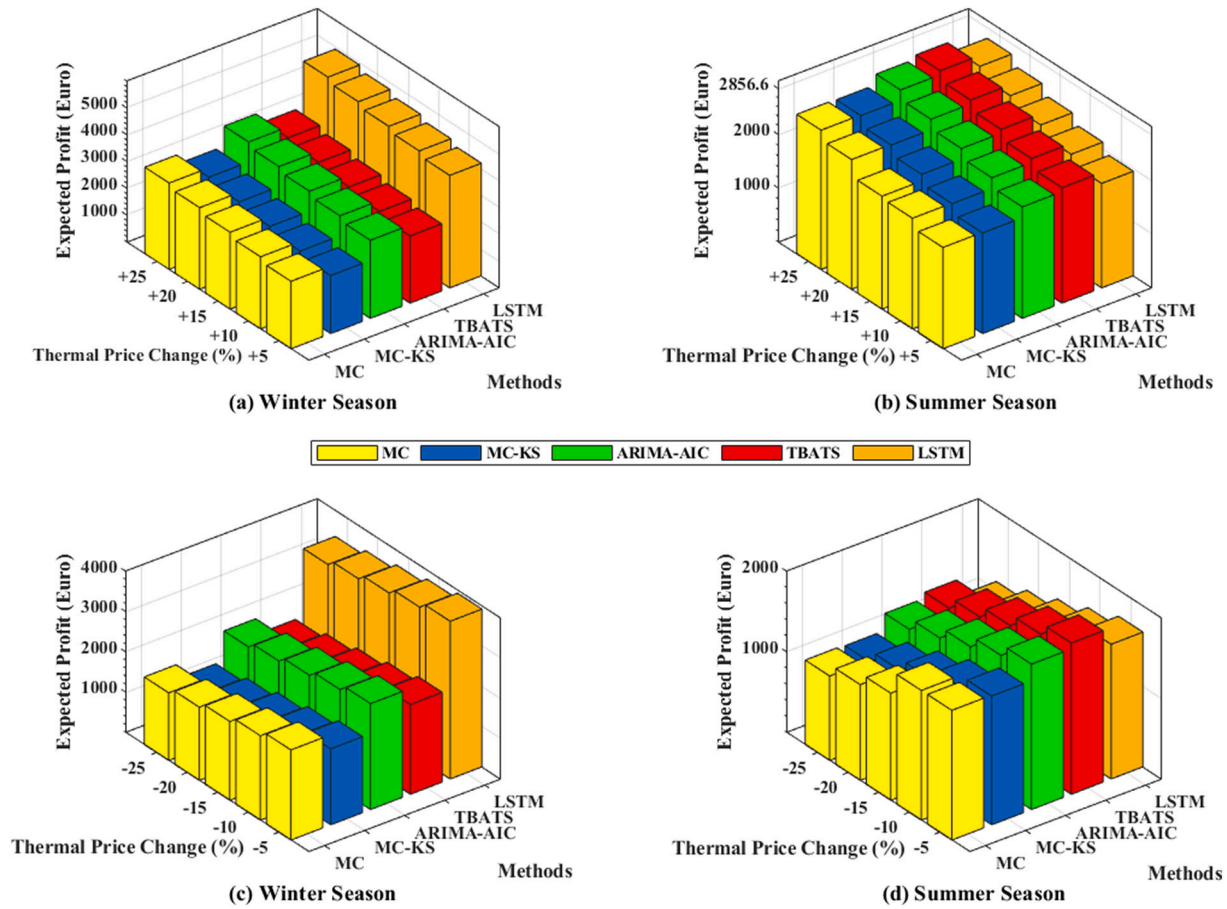 Expected Profit (Euro)
5000
4000
3000
2000
1000
+25
+20
+15
+10
+5
Thermal Price Change (%)
MC
MC-KS
ARIMA-AIC
TBATS
LSTM
Methods
(a) Winter Season
Expected Profit (Euro)
2856.6
2000
1000
+25
+20
+15
+10
+5
Thermal Price Change (%)
MC
MC-KS
ARIMA-AIC
TBATS
LSTM
Methods
(b) Summer Season
MC MC-KS ARIMA-AIC TBATS LSTM
Expected Profit (Euro)
4000
3000
2000
1000
-25
-20
-15
-10
-5
Thermal Price Change (%)
MC
MC-KS
ARIMA-AIC
TBATS
LSTM
Methods
(c) Winter Season
Expected Profit (Euro)
2000
1000
-25
-20
-15
-10
-5
Thermal Price Change (%)
MC
MC-KS
ARIMA-AIC
TBATS
LSTM
Methods
(d) Summer Season